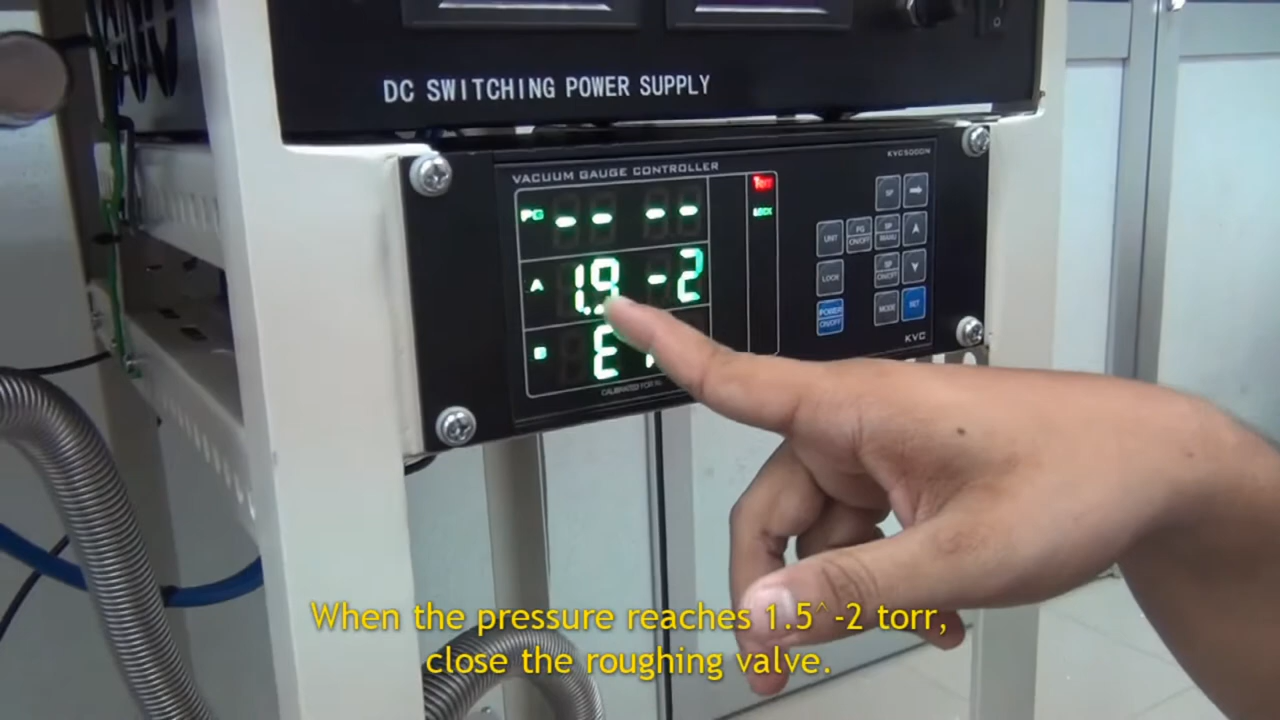 DC SWITCHING POWER SUPPLY
VACUUM GAUGE CONTROLLER
KVC5000N
PG -- --
Torr
LOCK
A 1.9 -2
B E
CALIBRATED FOR
SP
UNIT
PG ON/OFF
SP MANU
LOCK
SP ON/OFF
POWER ON/OFF
MODE
SET
KVC
When the pressure reaches 1.5^ -2 torr,
close the roughing valve.